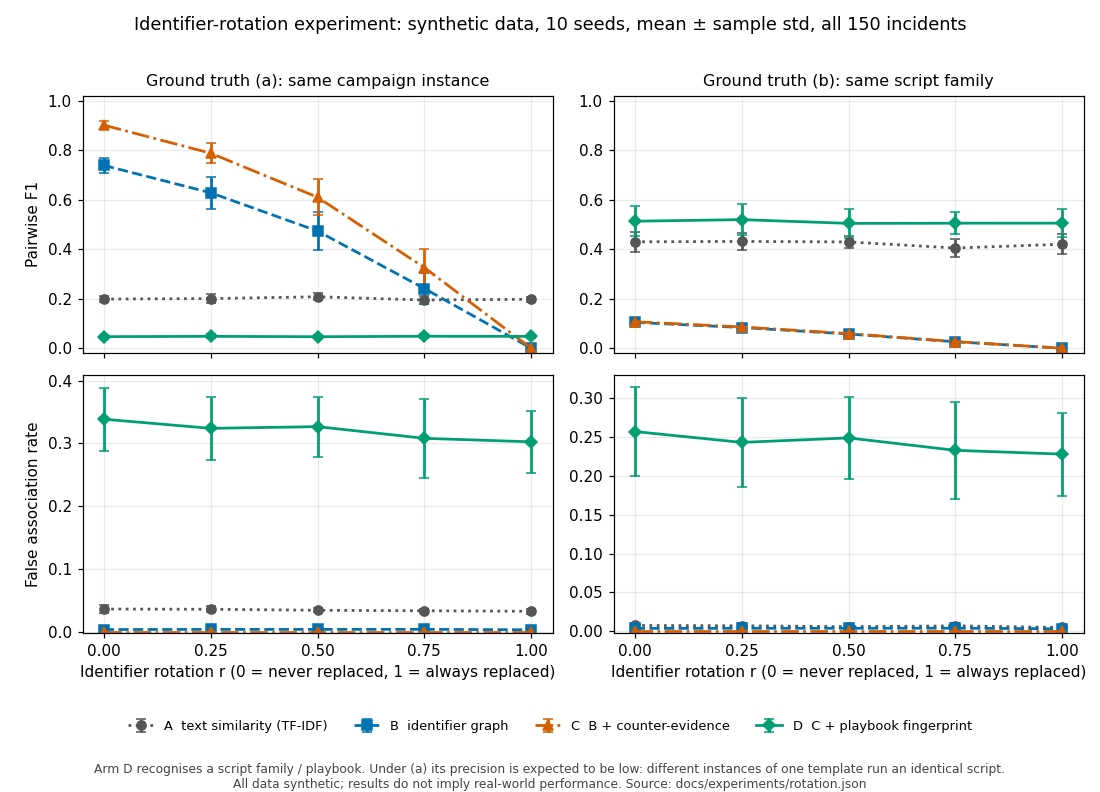 Identifier-rotation experiment: synthetic data, 10 seeds, mean ± sample std, all 150 incidents
Ground truth (a): same campaign instance
Ground truth (b): same script family
Pairwise F1
1.0
0.8
0.6
0.4
0.2
0.0
1.0
0.8
0.6
0.4
0.2
0.0
False association rate
0.4
0.3
0.2
0.1
0.0
0.30
0.25
0.20
0.15
0.10
0.05
0.00
0.00 0.25 0.50 0.75 1.00
Identifier rotation r (0 = never replaced, 1 = always replaced)
0.00 0.25 0.50 0.75 1.00
Identifier rotation r (0 = never replaced, 1 = always replaced)
A text similarity (TF-IDF) B identifier graph C B + counter-evidence D C + playbook fingerprint
Arm D recognises a script family / playbook. Under (a) its precision is expected to be low: different instances of one template run an identical script.
All data synthetic; results do not imply real-world performance. Source: docs/experiments/rotation.json